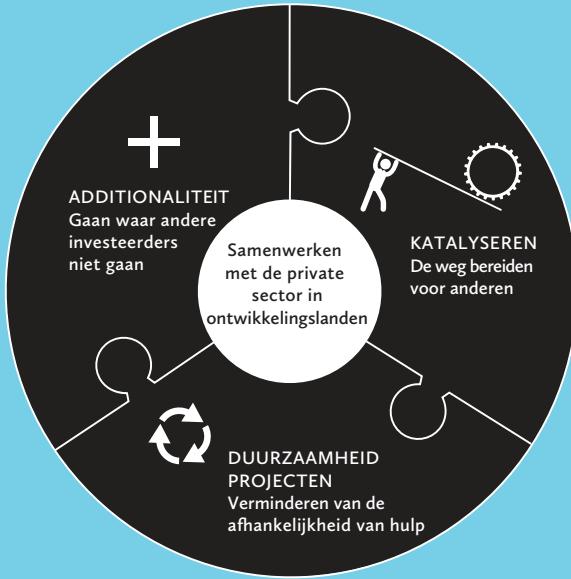 ADDITIONALITEIT
Gaan waar andere
investeerders
niet gaan
Samenwerken
met de private
sector in
ontwikkelingslanden
KATALYSEREN
De weg bereiden
voor anderen
DUURZAAMHEID
PROJECTEN
Verminderen van de
afhankelijkheid van hulp